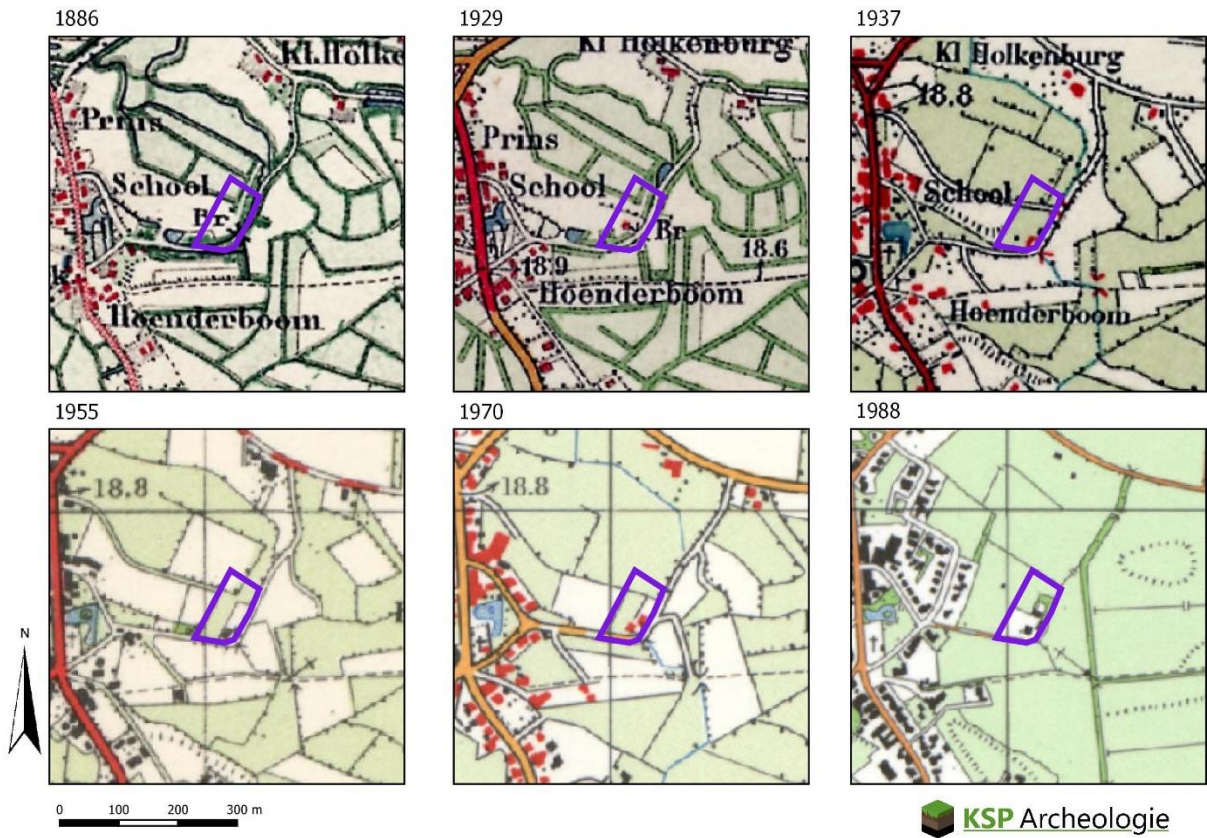 1886
Kl.Holke
Prins
School
Br.
Hoenderboom
1929
Kl Holkenburg
Prins
School
Br.
18.6
18.9
Hoenderboom
1937
Kl Holkenburg
18.8
School
Hoenderboom
1955
18.8
1970
18.8
1988
N
0 100 200 300 m
KSP Archeologie